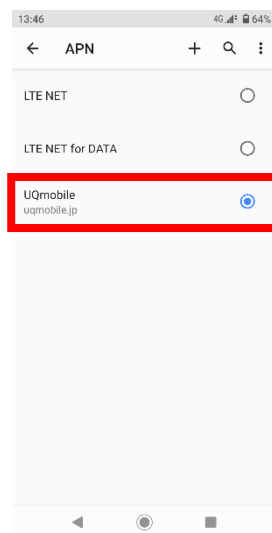 13:46 4G 64%
APN
LTE NET
LTE NET for DATA
UQmobile
uqmobile.jp